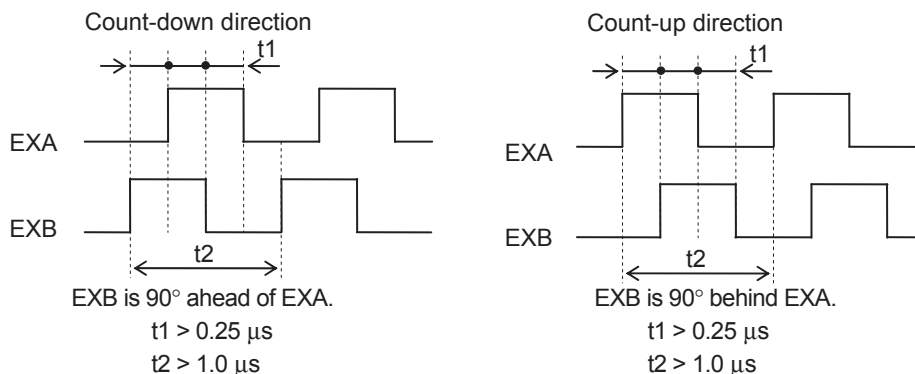 Count-down direction
t1
EXA
EXB
t2
EXB is 90° ahead of EXA.
t1 > 0.25 μs
t2 > 1.0 μs
Count-up direction
t1
EXA
EXB
t2
EXB is 90° behind EXA.
t1 > 0.25 μs
t2 > 1.0 μs